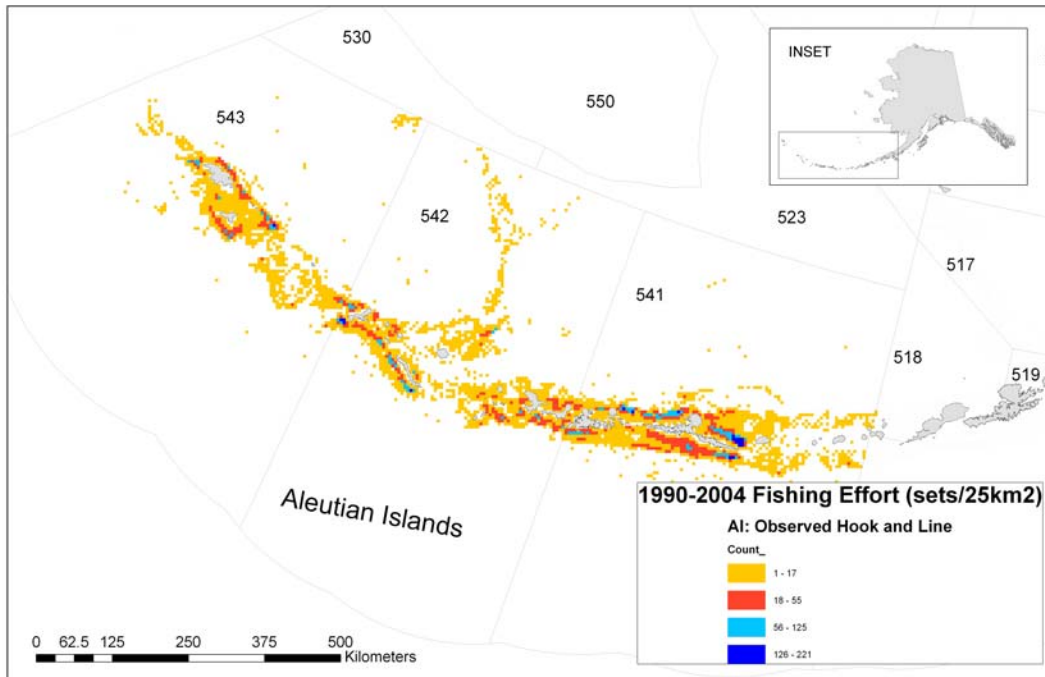 530
INSET
550
543
542
523
517
541
518
519
Aleutian Islands
1990-2004 Fishing Effort (sets/25km2)
AI: Observed Hook and Line
Count_
1 - 17
18 - 55
56 - 125
126 - 221
0 62.5 125 250 375 500
Kilometers